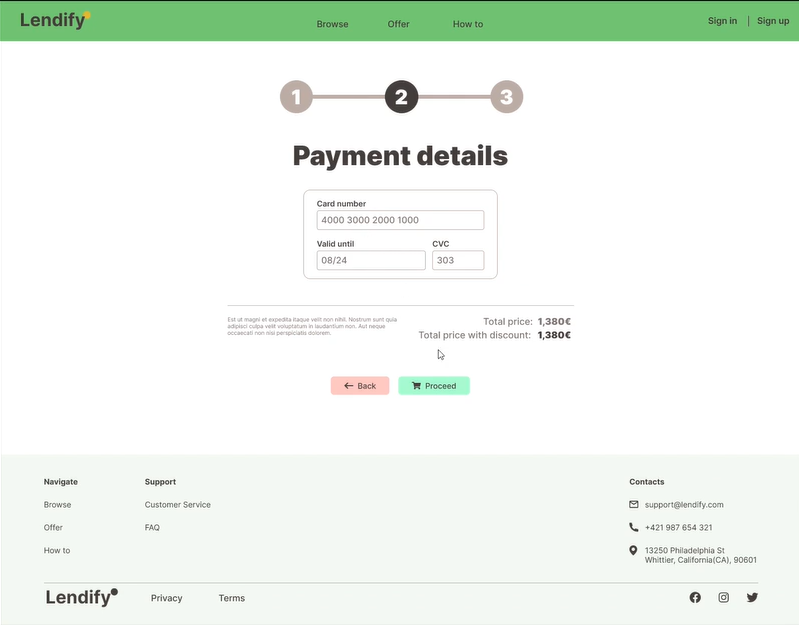 Lendify
Browse
Offer
How to
Sign in | Sign up
1
2
3
Payment details
Card number
4000 3000 2000 1000
Valid until
CVC
08/24
303
Est ut magni et expedita itaque velit non nihil. Nostrum sunt quia
adipisci culpa velit voluptatum in laudantium non. Aut neque
occaecati non nisi perspiciatis dolorem.
Total price: 1,380€
Total price with discount: 1,380€
Back
Proceed
Navigate
Browse
Offer
How to
Support
Customer Service
FAQ
Contacts
support@lendify.com
+421 987 654 321
13250 Philadelphia St
Whittier, California(CA), 90601
Lendify
Privacy
Terms